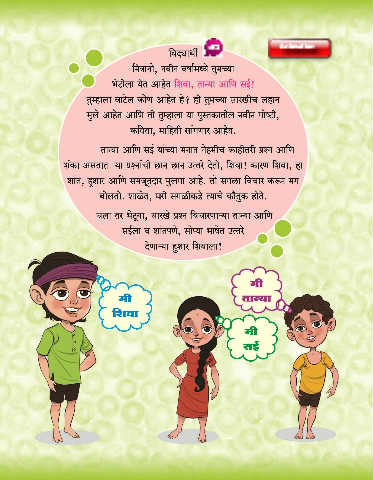 विद्यार्थी
मित्रांनो, नवीन वर्षामध्ये तुमच्या
भेटीला येत आहेत शिवा, तान्या आणि सई!
तुम्हाला वाटेल कोण आहेत हे? ही तुमच्या सारखीच लहान
मुले आहेत आणि ती तुम्हाला या पुस्तकातील नवीन गोष्टी,
कविता, माहिती सांगणार आहेत.
तान्या आणि सई यांच्या मनात नेहमीच काहीतरी प्रश्न आणि
शंका असतात. या प्रश्नांची छान छान उत्तरं देतो, शिवा! कारण शिवा, हा
शांत, हुशार आणि समजूतदार मुलगा आहे. तो सगळा विचार करून मग
बोलतो. शाळेत, घरी सगळीकडे त्याचे कौतुक होते.
चला तर भेटूया, सारखे प्रश्न विचारणाऱ्या तान्या आणि
सईला व शांतपणे, सोप्या भाषेत उत्तरे
देणाऱ्या हुशार शिवाला!
मी
शिवा
मी
तान्या
मी
सई